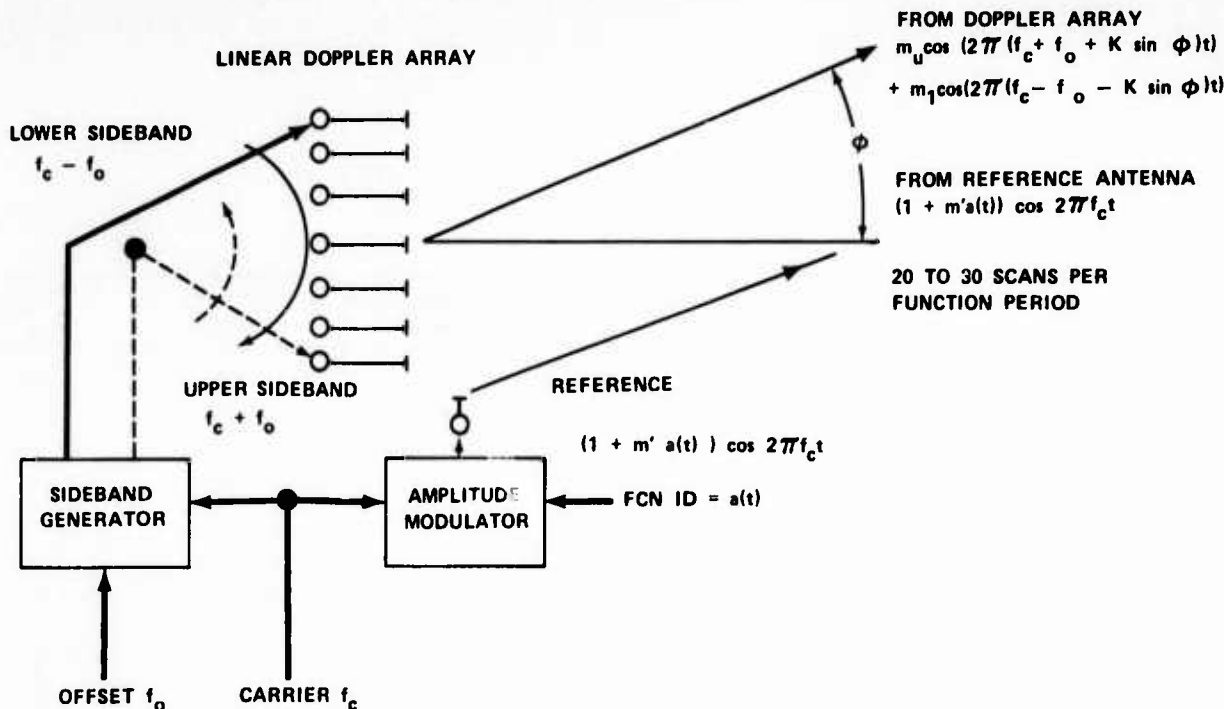 FROM DOPPLER ARRAY
m_u cos (2π(f_c + f_o + K sin φ)t)
+ m_1 cos(2π(f_c − f_o − K sin φ)t)
LINEAR DOPPLER ARRAY
LOWER SIDEBAND
f_c − f_o
φ
FROM REFERENCE ANTENNA
(1 + m'a(t)) cos 2πf_c t
20 TO 30 SCANS PER
FUNCTION PERIOD
UPPER SIDEBAND
f_c + f_o
REFERENCE
(1 + m' a(t) ) cos 2πf_c t
SIDEBAND
GENERATOR
AMPLITUDE
MODULATOR
FCN ID = a(t)
OFFSET f_o
CARRIER f_c